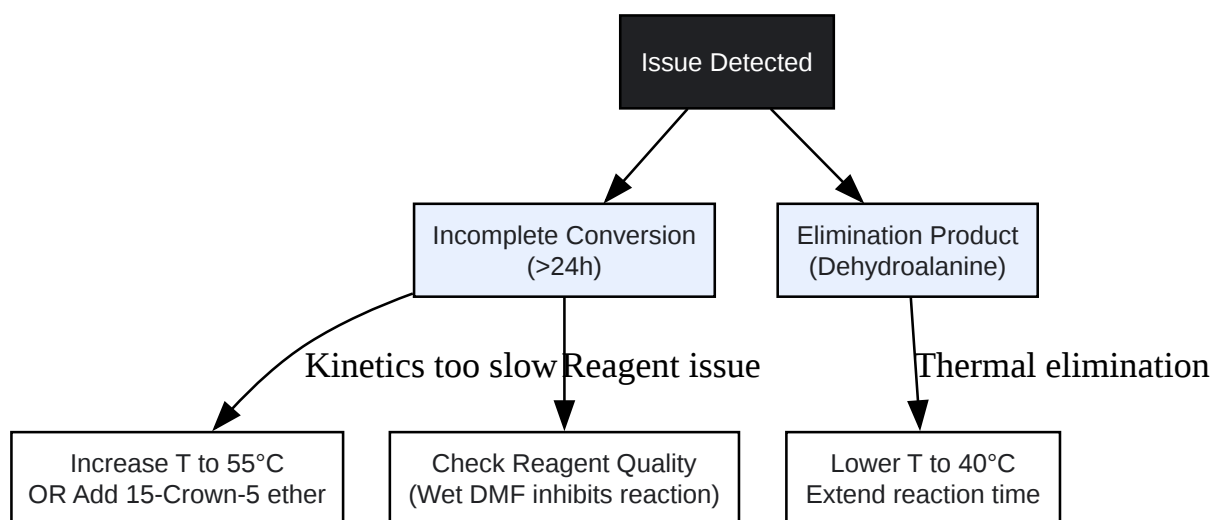 Issue Detected
Incomplete Conversion
(>24h)
Elimination Product
(Dehydroalanine)
Kinetics too slow
Reagent issue
Thermal elimination
Increase T to 55°C
OR Add 15-Crown-5 ether
Check Reagent Quality
(Wet DMF inhibits reaction)
Lower T to 40°C
Extend reaction time